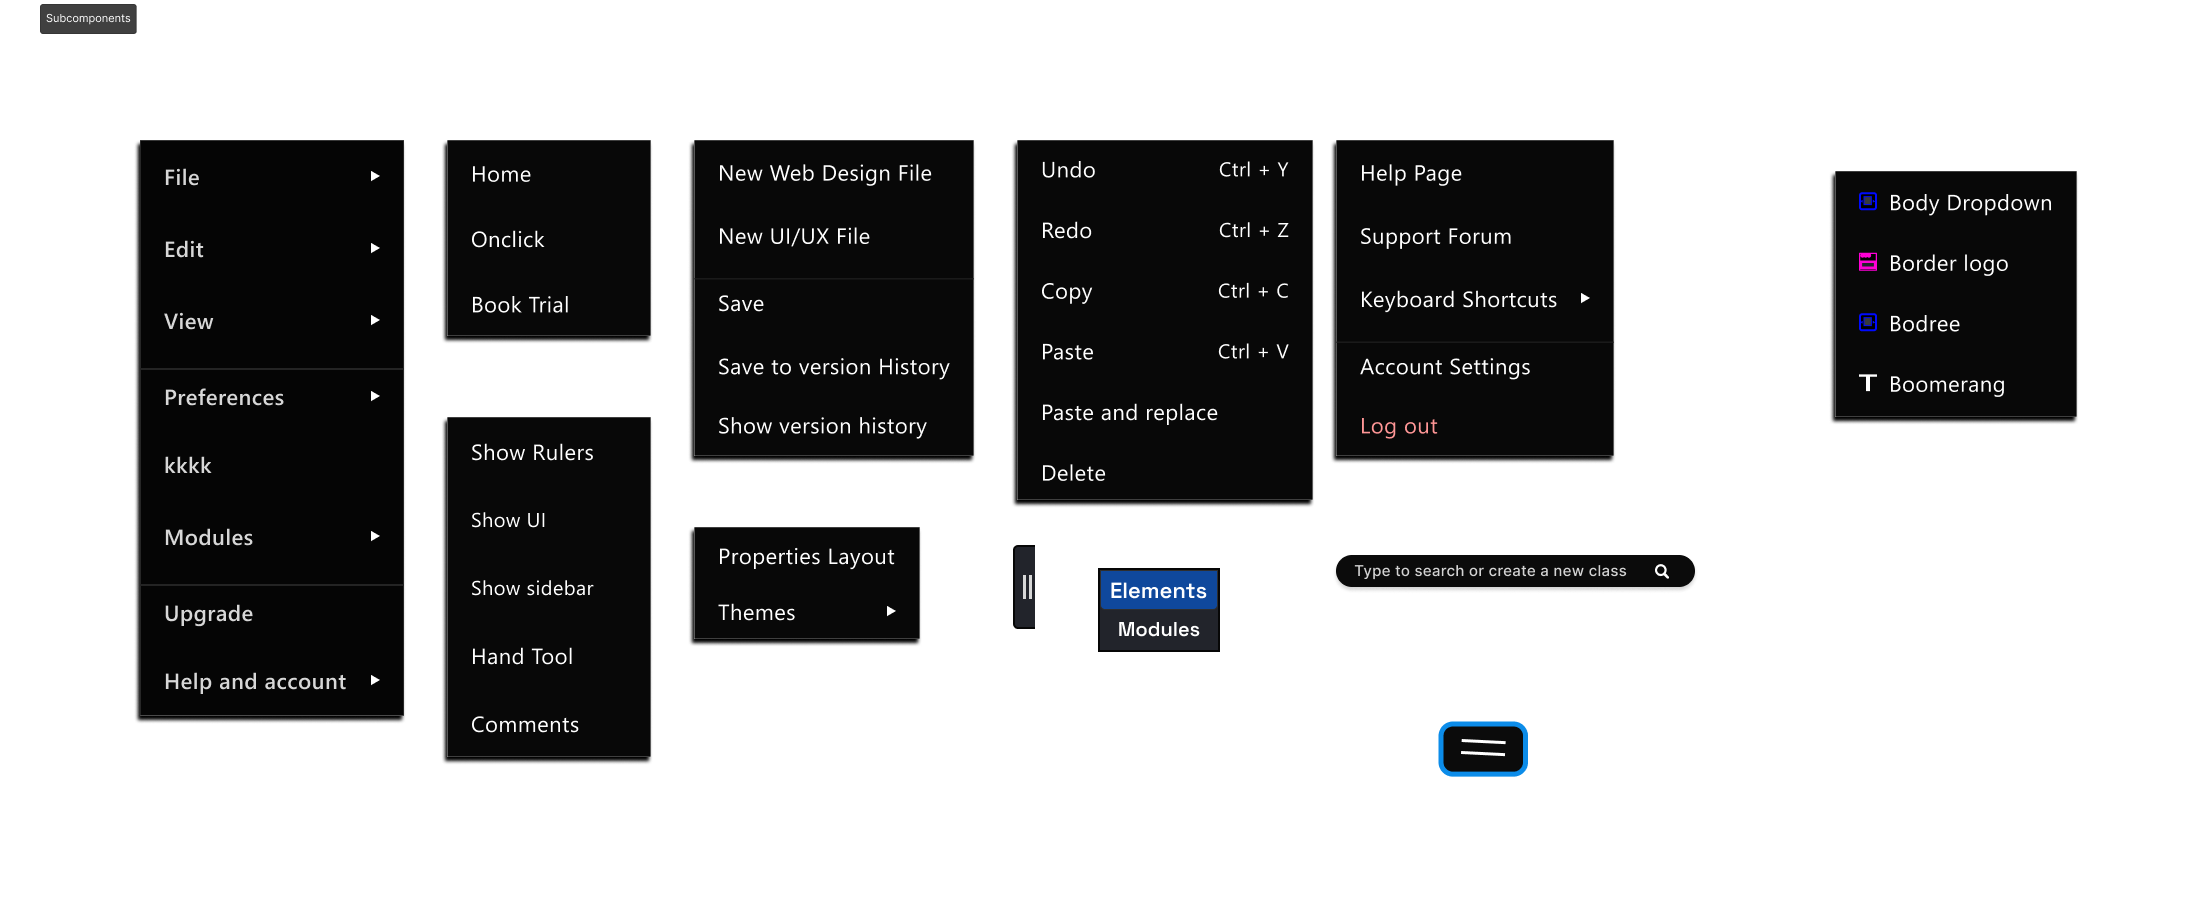 Subcomponents
File
Edit
View
Preferences
kkkk
Modules
Upgrade
Help and account
Home
Onclick
Book Trial
Show Rulers
Show UI
Show sidebar
Hand Tool
Comments
New Web Design File
New UI/UX File
Save
Save to version History
Show version history
Properties Layout
Themes
Undo Ctrl + Y
Redo Ctrl + Z
Copy Ctrl + C
Paste Ctrl + V
Paste and replace
Delete
Elements
Modules
Help Page
Support Forum
Keyboard Shortcuts
Account Settings
Log out
Type to search or create a new class
Body Dropdown
Border logo
Bodree
Boomerang